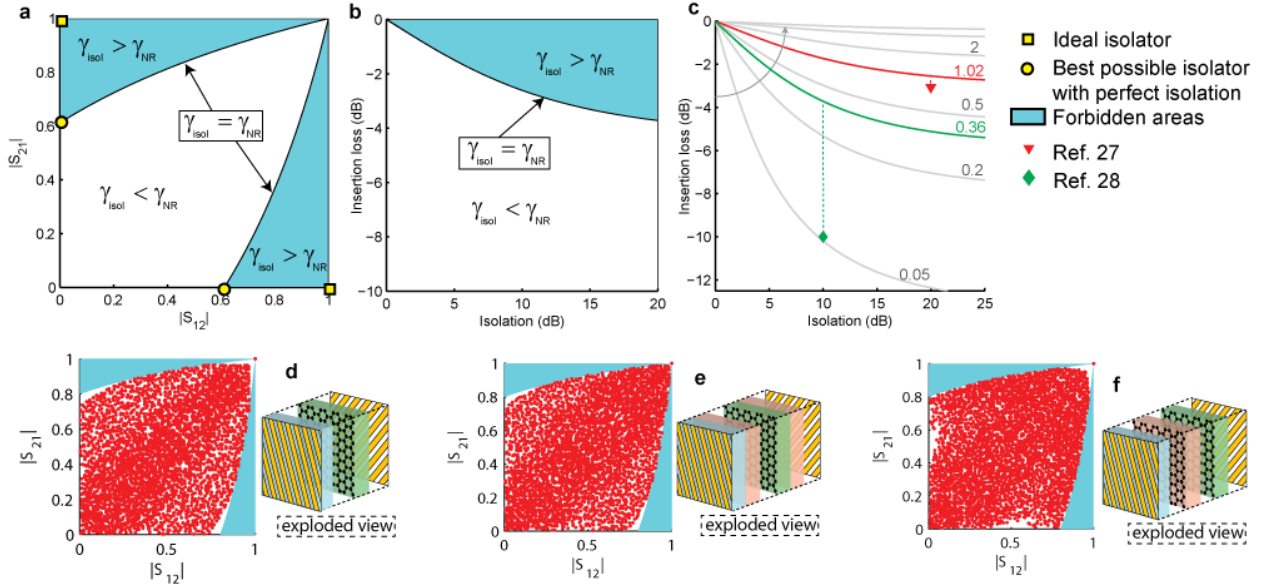 a
1
0.8
0.6
0.4
0.2
0
0
0.2
0.4
0.6
0.8
1
|S21|
|S12|
γisol > γNR
γisol = γNR
γisol < γNR
γisol > γNR
b
0
−2
−4
−6
−8
−10
0
5
10
15
20
Insertion loss (dB)
Isolation (dB)
γisol > γNR
γisol = γNR
γisol < γNR
c
0
−2
−4
−6
−8
−10
−12
0
5
10
15
20
25
Insertion loss (dB)
Isolation (dB)
2
1.02
0.5
0.36
0.2
0.05
Ideal isolator
Best possible isolator
with perfect isolation
Forbidden areas
Ref. 27
Ref. 28
d
1
0.8
0.6
0.4
0.2
0
0
0.5
1
|S21|
|S12|
exploded view
e
1
0.8
0.6
0.4
0.2
0
0
0.5
1
|S21|
|S12|
exploded view
f
1
0.8
0.6
0.4
0.2
0
0
0.5
1
|S21|
|S12|
exploded view